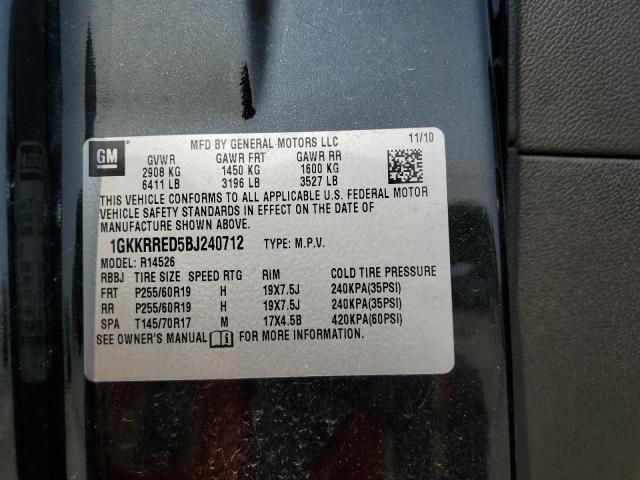 GM
MFD BY GENERAL MOTORS LLC 11/10
GVWR GAWR FRT GAWR RR
2908 KG 1450 KG 1600 KG
6411 LB 3196 LB 3527 LB
THIS VEHICLE CONFORMS TO ALL APPLICABLE U.S. FEDERAL MOTOR
VEHICLE SAFETY STANDARDS IN EFFECT ON THE DATE OF
MANUFACTURE SHOWN ABOVE.
1GKKRRED5BJ240712 TYPE: M.P.V.
MODEL: R14526
RBBJ TIRE SIZE SPEED RTG RIM COLD TIRE PRESSURE
FRT P255/60R19 H 19X7.5J 240KPA(35PSI)
RR P255/60R19 H 19X7.5J 240KPA(35PSI)
SPA T145/70R17 M 17X4.5B 420KPA(60PSI)
SEE OWNER'S MANUAL FOR MORE INFORMATION.